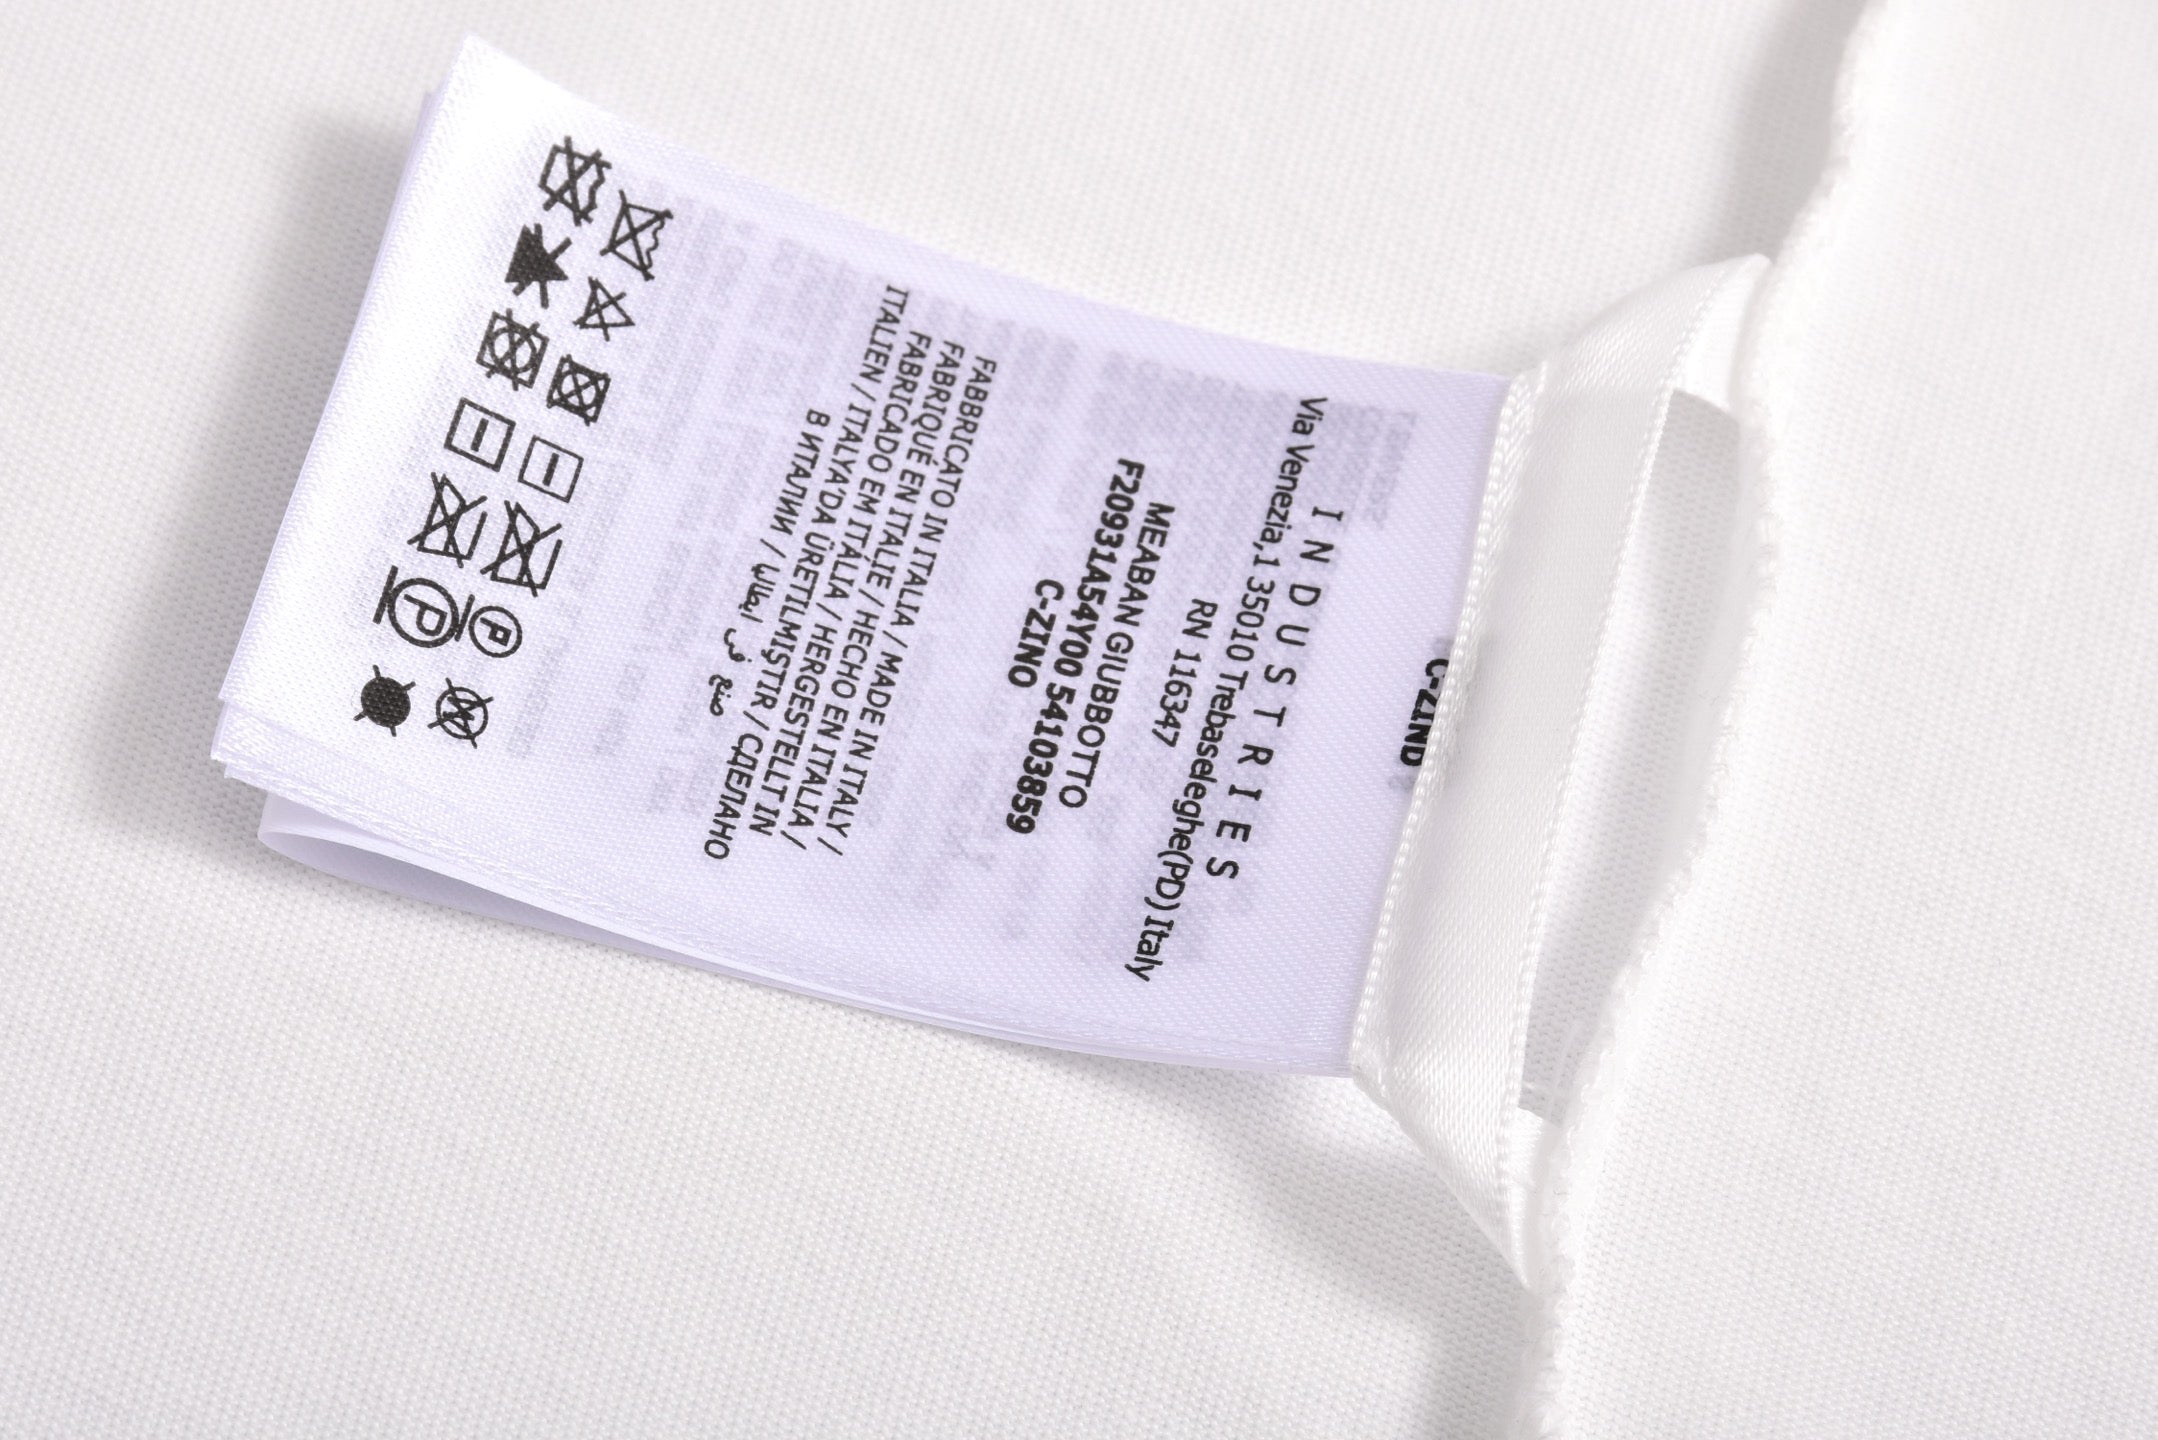 INDUSTRIES
Via Venezia,1 35010 Trebaseleghe(PD) Italy
RN 116347
MEABAN GIUBBOTTO
F20931A54Y00 54103859
C-ZINO
FABBRICATO IN ITALIA / MADE IN ITALY /
FABRIQUÉ EN ITALIE / HECHO EN ITALIA /
FABRICADO EM ITÁLIA / HERGESTELLT IN
ITALIEN / ITALYA'DA ÜRETILMIŞTIR / СДЕЛАНО
В ИТАЛИИ / صنع في إيطاليا
C-ZINO